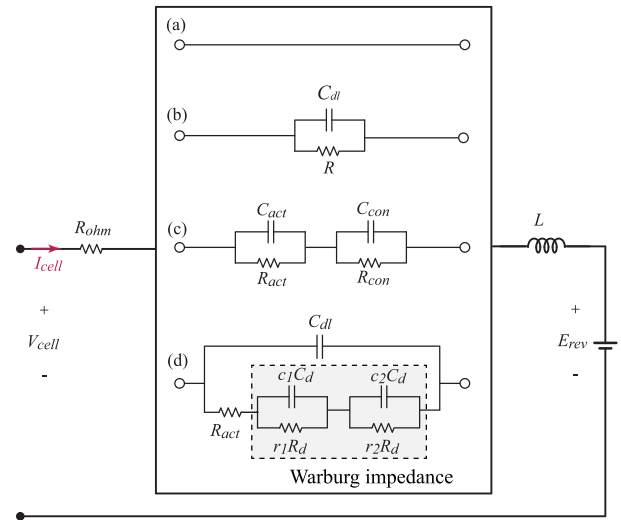 (a)
(b)
C_dl
R
(c)
C_act
C_con
R_act
R_con
R_ohm
I_cell
+
V_cell
-
L
+
E_rev
-
(d)
C_dl
c_1C_d
c_2C_d
R_act
r_1R_d
r_2R_d
Warburg impedance